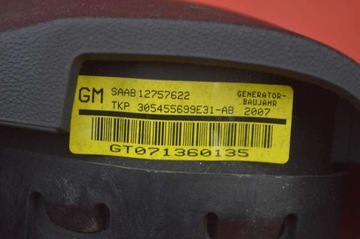 GM SAAB 12757622 GENERATOR-
BAUJAHR
TKP 305455699E31-AB 2007
GT071360135